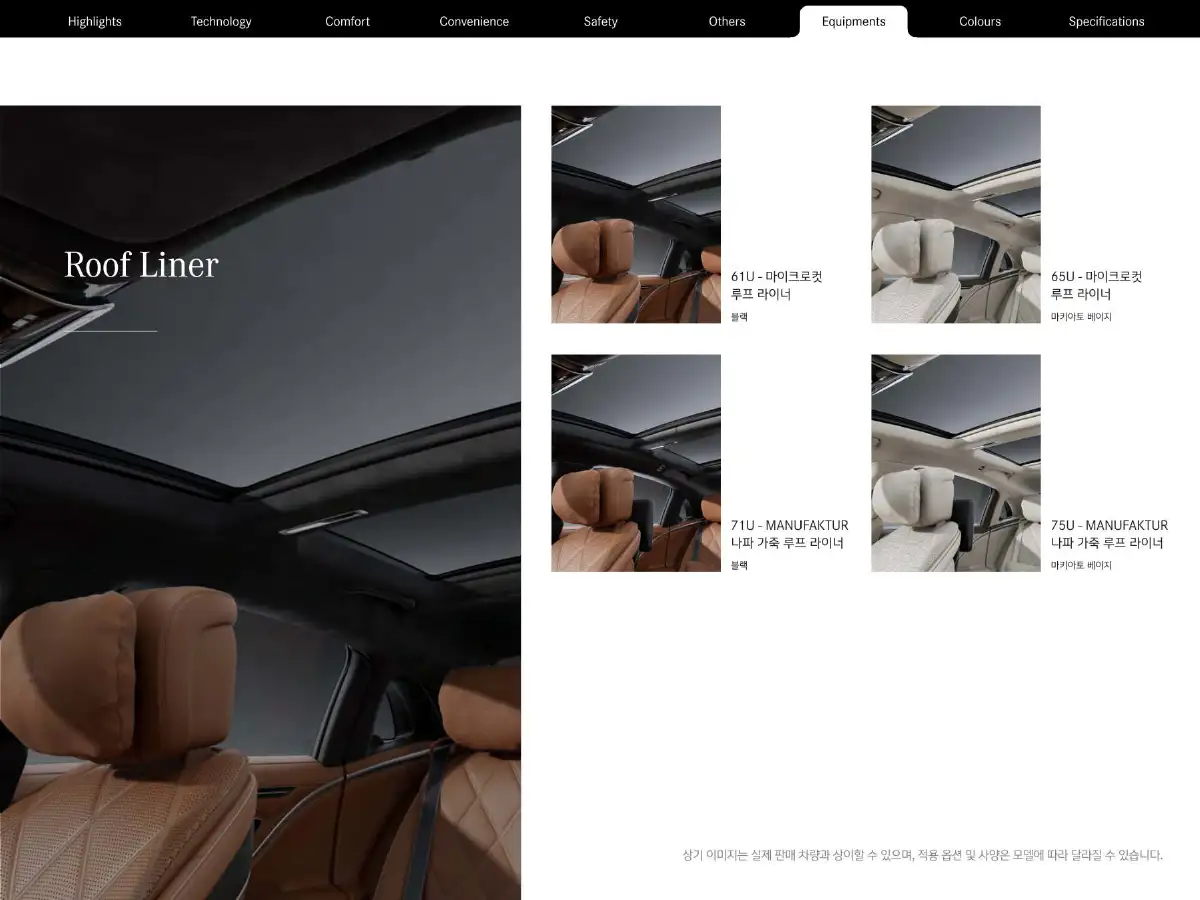 Highlights
Technology
Comfort
Convenience
Safety
Others
Equipments
Colours
Specifications
Roof Liner
61U - 마이크로컷
루프 라이너
블랙
65U - 마이크로컷
루프 라이너
마키아토 베이지
71U - MANUFAKTUR
나파 가죽 루프 라이너
블랙
75U - MANUFAKTUR
나파 가죽 루프 라이너
마키아토 베이지
상기 이미지는 실제 판매 차량과 상이할 수 있으며, 적용 옵션 및 사양은 모델에 따라 달라질 수 있습니다.